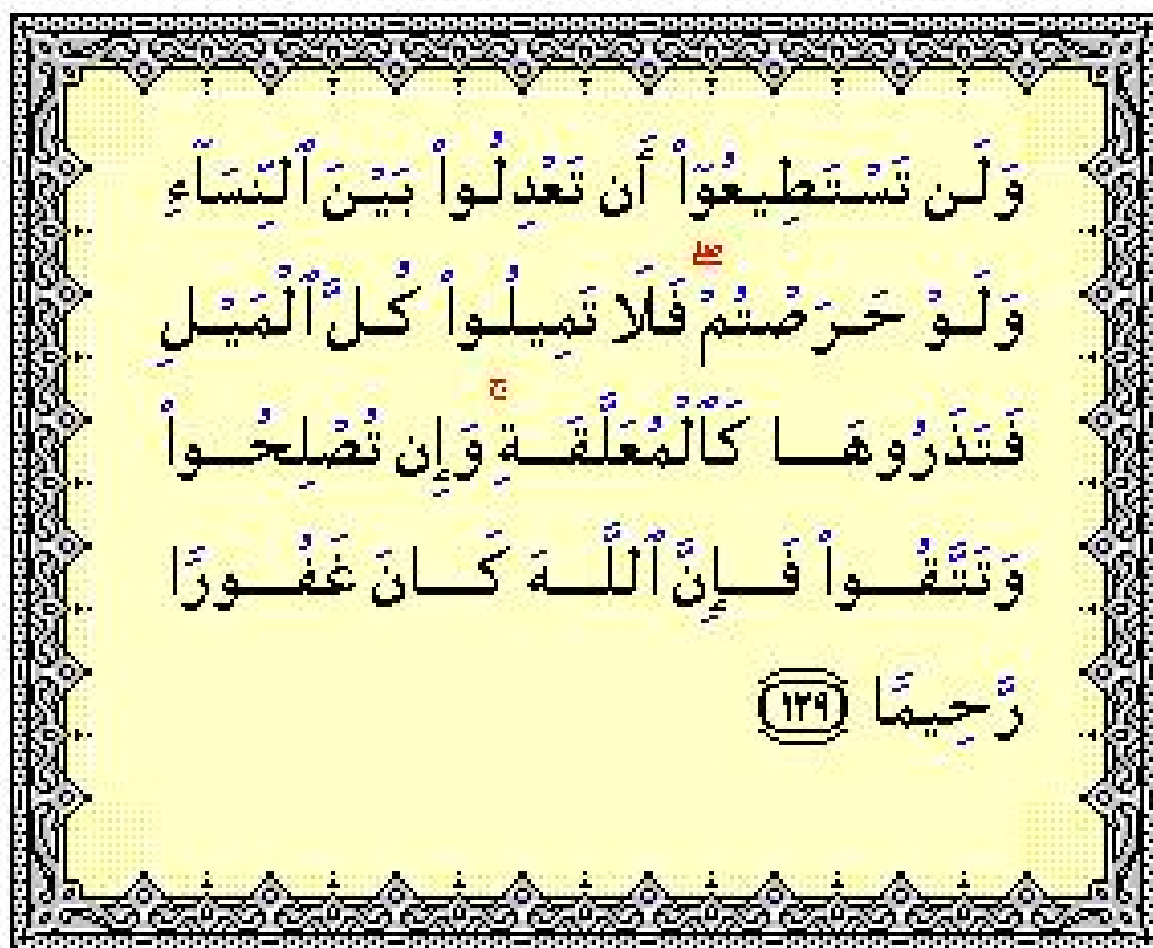 وَلَن تَسْتَطِيعُوٓا۟ أَن تَعْدِلُوا۟ بَيْنَ ٱلنِّسَآءِ
وَلَوْ حَرَصْتُمْ ۖ فَلَا تَمِيلُوا۟ كُلَّ ٱلْمَيْلِ
فَتَذَرُوهَا كَٱلْمُعَلَّقَةِ ۚ وَإِن تُصْلِحُوا۟
وَتَتَّقُوا۟ فَإِنَّ ٱللَّهَ كَانَ غَفُورًا
رَّحِيمًا ١٢٩